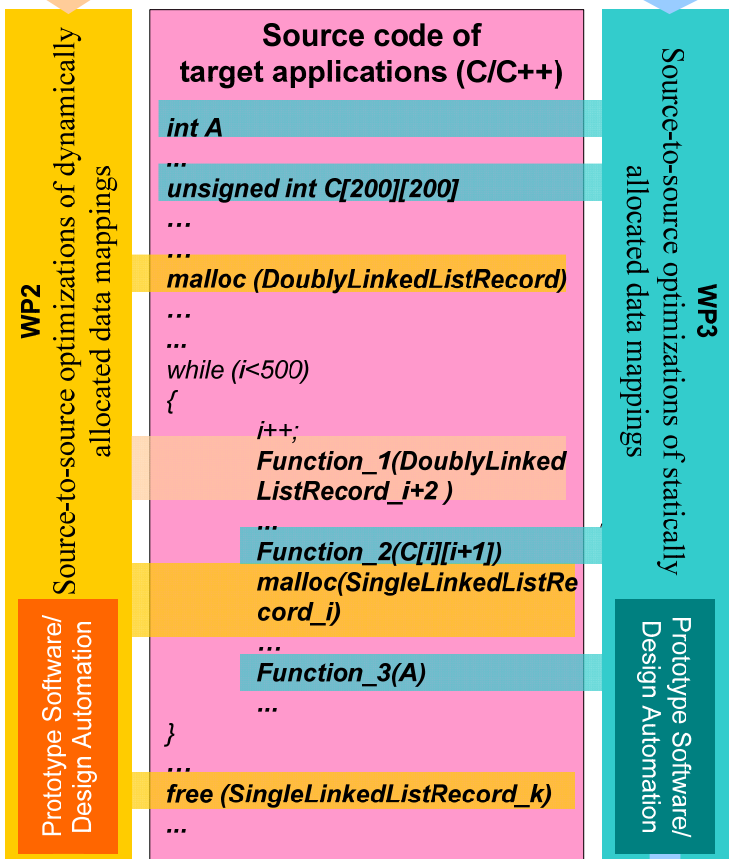 WP2
Source-to-source optimizations of dynamically
allocated data mappings
Prototype Software/
Design Automation
Source code of
target applications (C/C++)
int A
...
unsigned int C[200][200]
...
...
malloc (DoublyLinkedListRecord)
...
...
while (i<500)
{
i++;
Function_1(DoublyLinked
ListRecord_i+2 )
...
Function_2(C[i][i+1])
malloc(SingleLinkedListRe
cord_i)
...
Function_3(A)
...
}
...
free (SingleLinkedListRecord_k)
...
WP3
Source-to-source optimizations of statically
allocated data mappings
Prototype Software/
Design Automation